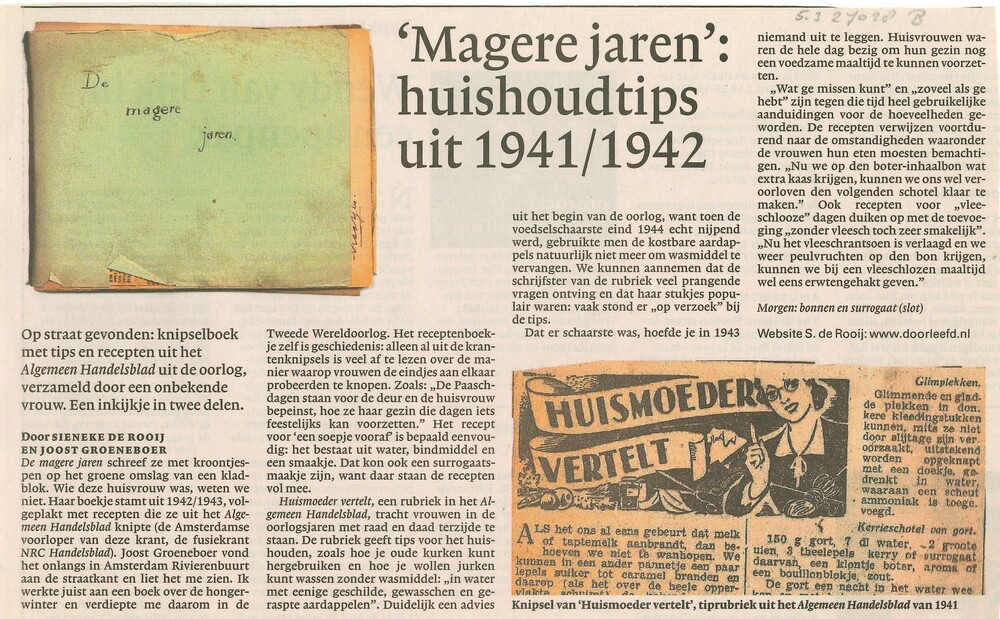 5.3 27028 B
De
magere
jaren.
‘Magere jaren’:
huishoudtips
uit 1941/1942
Op straat gevonden: knipselboek
met tips en recepten uit het
Algemeen Handelsblad uit de oorlog,
verzameld door een onbekende
vrouw. Een inkijkje in twee delen.
Door SIENEKE DE ROOIJ
EN JOOST GROENEBOER
De magere jaren schreef ze met kroontjes-
pen op het groene omslag van een klad-
blok. Wie deze huisvrouw was, weten we
niet. Haar boekje stamt uit 1942/1943, vol-
geplakt met recepten die ze uit het Alge-
meen Handelsblad knipte (de Amsterdamse
voorloper van deze krant, de fusiekrant
NRC Handelsblad). Joost Groeneboer vond
het onlangs in Amsterdam Rivierenbuurt
aan de straatkant en liet het me zien. Ik
werkte juist aan een boek over de honger-
winter en verdiepte me daarom in de
Tweede Wereldoorlog. Het receptenboek-
je zelf is geschiedenis: alleen al uit de kran-
tenknipsels is veel af te lezen over de ma-
nier waarop vrouwen de eindjes aan elkaar
probeerden te knopen. Zoals: „De Paasch-
dagen staan voor de deur en de huisvrouw
bepeinst, hoe ze haar gezin die dagen iets
feestelijks kan voorzetten.” Het recept
voor ‘een soepje vooraf’ is bepaald eenvou-
dig: het bestaat uit water, bindmiddel en
een smaakje. Dat kon ook een surrogaats-
maakje zijn, want daar staan de recepten
vol mee.
Huismoeder vertelt, een rubriek in het Al-
gemeen Handelsblad, tracht vrouwen in de
oorlogsjaren met raad en daad terzijde te
staan. De rubriek geeft tips voor het huis-
houden, zoals hoe je oude kurken kunt
hergebruiken en hoe je wollen jurken
kunt wassen zonder wasmiddel: „in water
met eenige geschilde, gewasschen en ge-
raspte aardappelen”. Duidelijk een advies
uit het begin van de oorlog, want toen de
voedselschaarste eind 1944 echt nijpend
werd, gebruikte men de kostbare aardap-
pels natuurlijk niet meer om wasmiddel te
vervangen. We kunnen aannemen dat de
schrijfster van de rubriek veel prangende
vragen ontving en dat haar stukjes popu-
lair waren: vaak stond er „op verzoek” bij
de tips.
Dat er schaarste was, hoefde je in 1943
niemand uit te leggen. Huisvrouwen wa-
ren de hele dag bezig om hun gezin nog
een voedzame maaltijd te kunnen voorzet-
ten.
„Wat ge missen kunt” en „zoveel als ge
hebt” zijn tegen die tijd heel gebruikelijke
aanduidingen voor de hoeveelheden ge-
worden. De recepten verwijzen voortdu-
rend naar de omstandigheden waaronder
de vrouwen hun eten moesten bemachti-
gen. „Nu we op den boter-inhaalbon wat
extra kaas krijgen, kunnen we ons wel ver-
oorloven den volgenden schotel klaar te
maken.” Ook recepten voor „vlee-
schlooze” dagen duiken op met de toevoe-
ging „zonder vleesch toch zeer smakelijk”.
„Nu het vleeschrantsoen is verlaagd en we
weer peulvruchten op den bon krijgen,
kunnen we bij een vleeschlozen maaltijd
wel eens erwtengehakt geven.”
Morgen: bonnen en surrogaat (slot)
Website S. de Rooij: www.doorleefd.nl
HUISMOEDER
VERTELT
ALS het ons al eens gebeurt dat melk
of taptemelk aanbrandt, dan be-
hoeven we niet te wanhopen. We
kunnen in een ander pannetje een paar
lepels suiker tot caramel branden en
daarop (als het over de heele opper-
Glimplekken.
Glimmende en glad-
de plekken in don-
kere kleedingstukken
kunnen, mits ze niet
door slijtage zijn ver-
oorzaakt, uitstekend
worden opgeknapt
met een doekje, ge-
drenkt in water,
waaraan een scheut
ammoniak is toege-
voegd.
Kerrieschotel van gort.
150 g gort, 7 dl water, 2 groote
uien, 3 theelepels kerry of surrogaat
daarvan, een klontje boter, aroma of
een bouillonblokje, zout.
De gort een nacht in het water wee
Knipsel van ‘Huismoeder vertelt’, tiprubriek uit het Algemeen Handelsblad van 1941